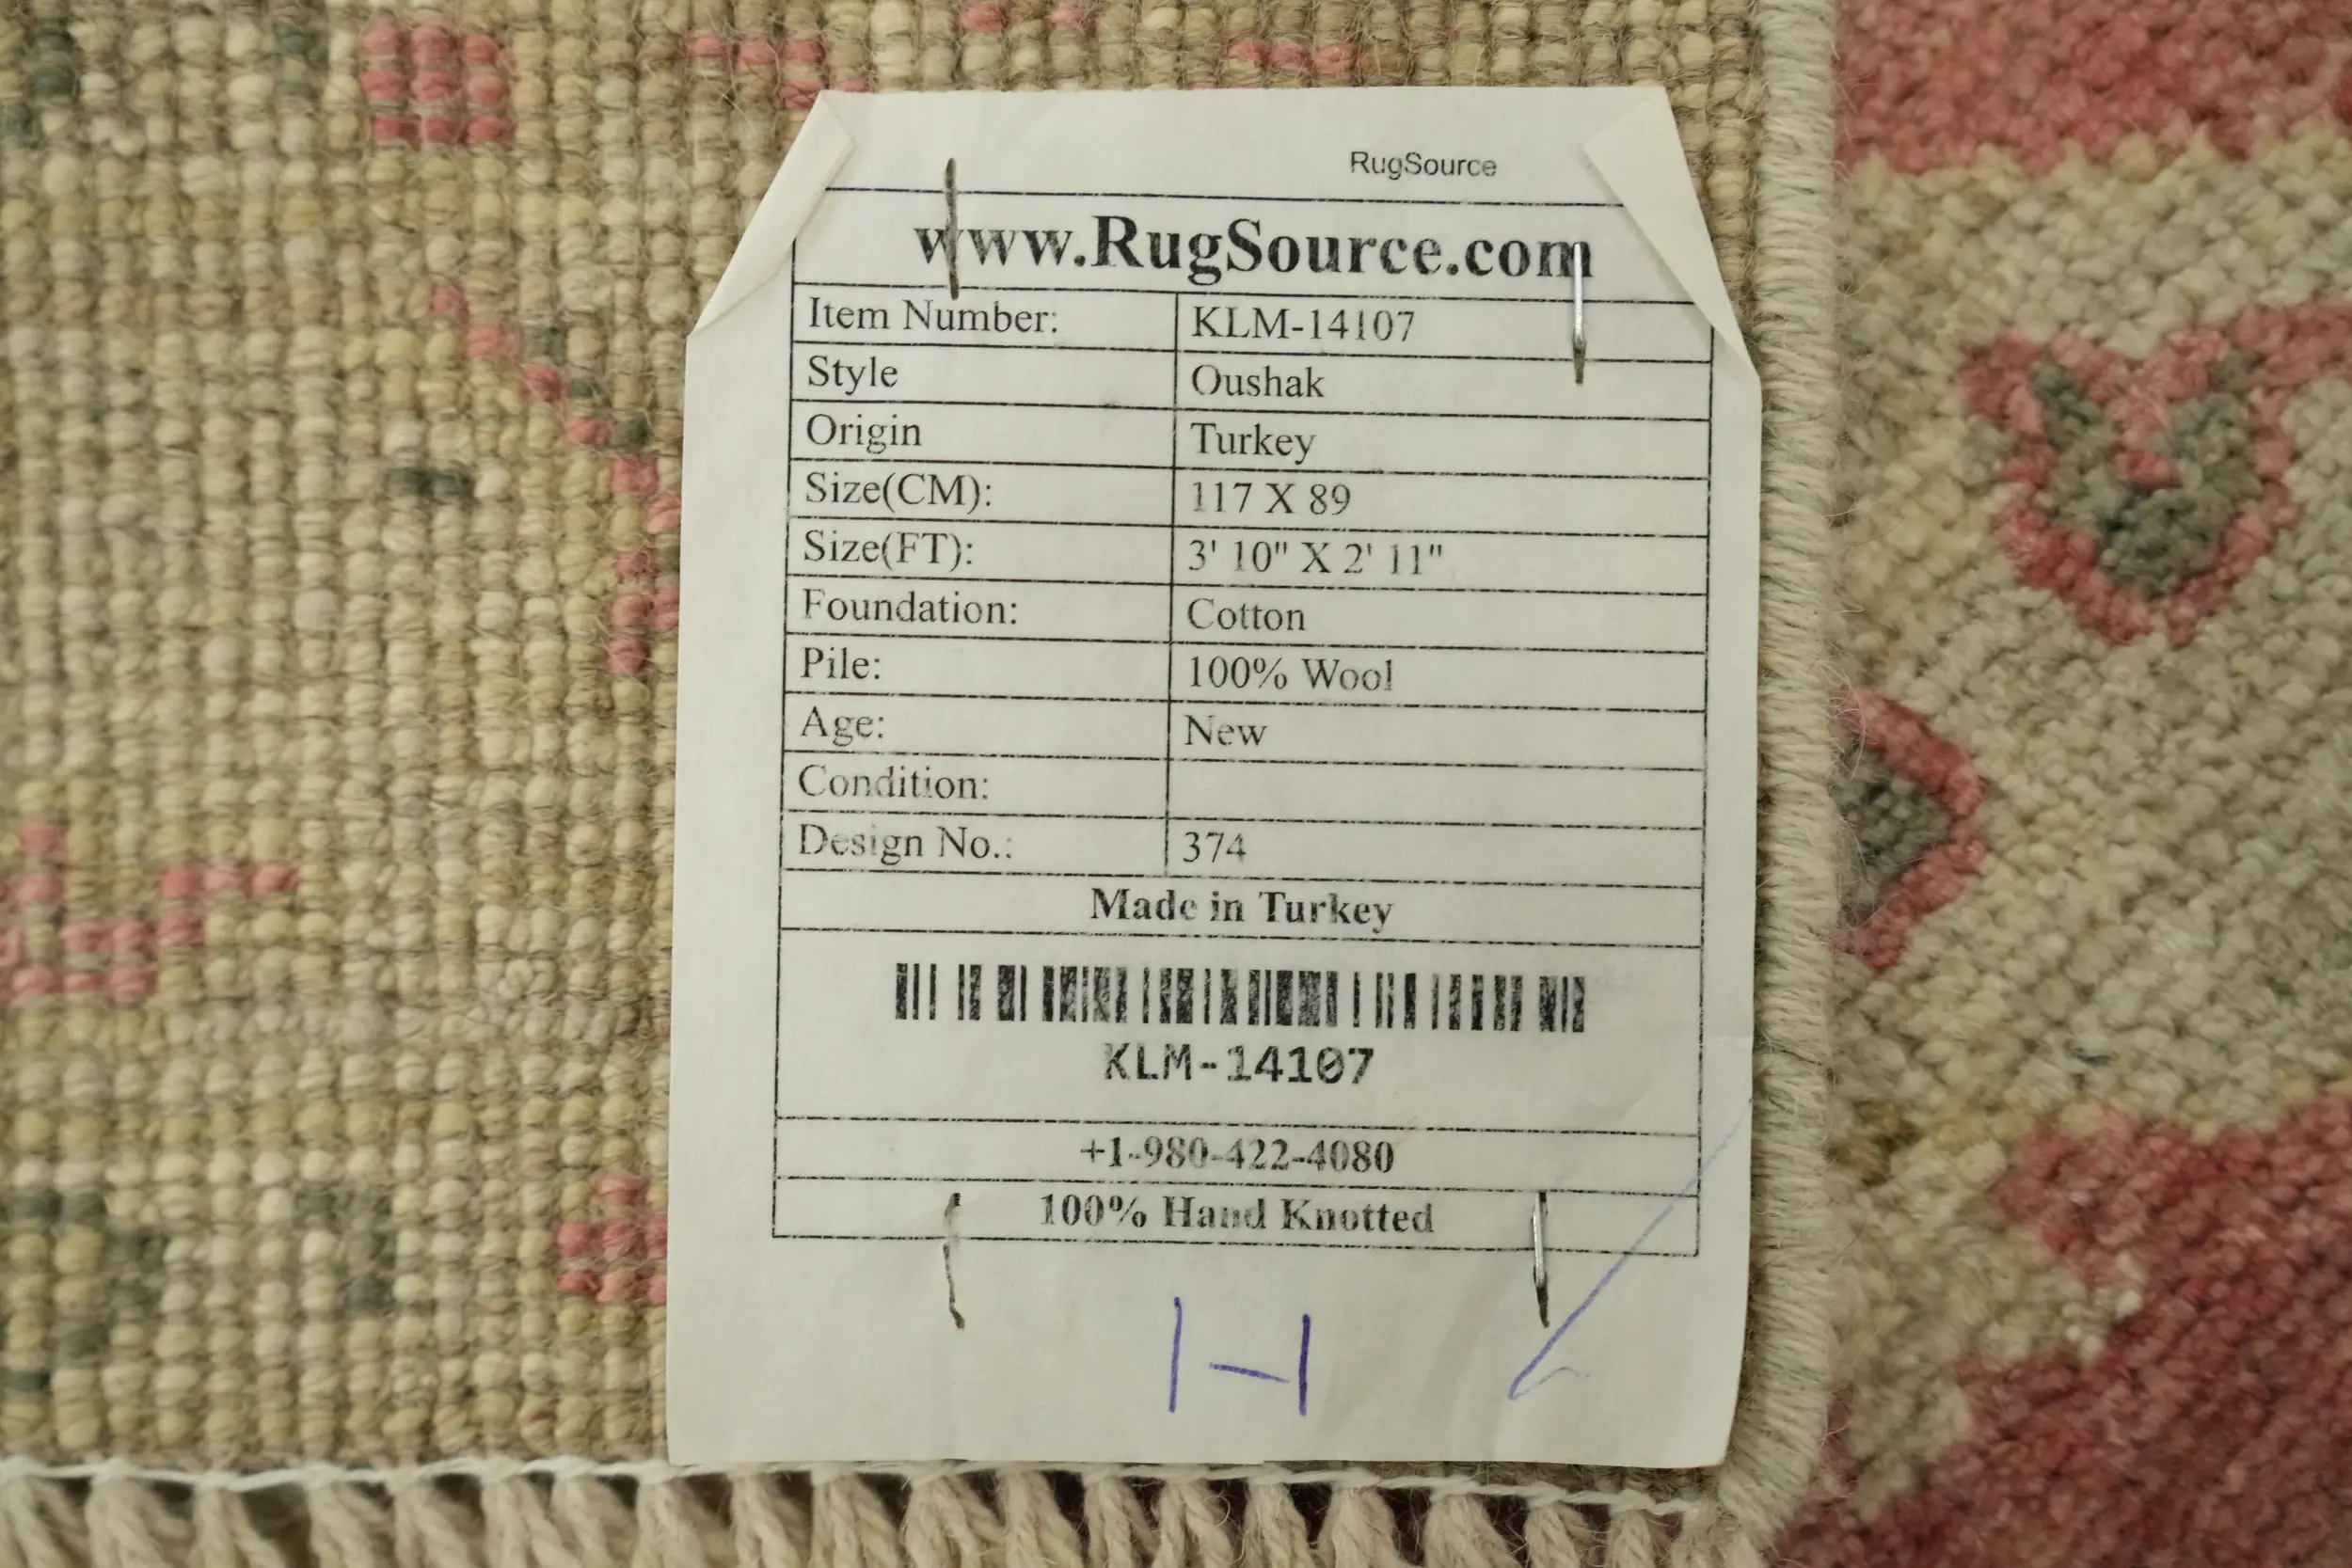 RugSource
www.RugSource.com
Item Number: KLM-14107
Style Oushak
Origin Turkey
Size(CM): 117 X 89
Size(FT): 3' 10" X 2' 11"
Foundation: Cotton
Pile: 100% Wool
Age: New
Condition:
Design No.: 374
Made in Turkey
KLM-14107
+1-980-422-4080
100% Hand Knotted
1-1